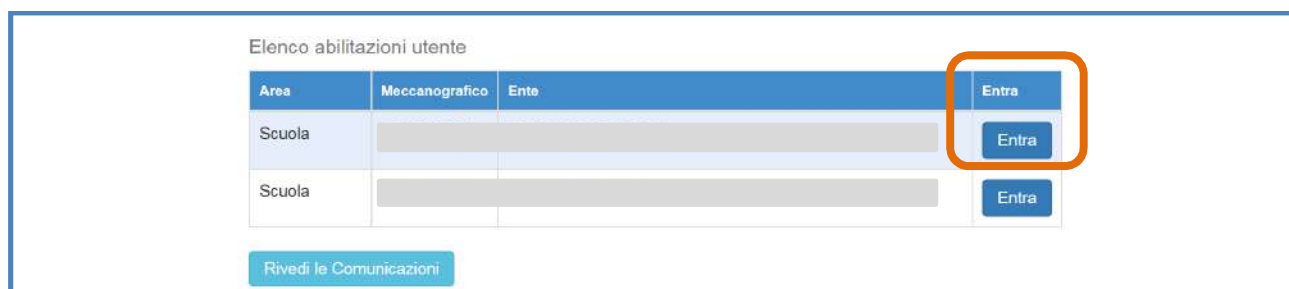 Elenco abilitazioni utente
Area Meccanografico Ente Entra
Scuola Entra
Scuola Entra
Rivedi le Comunicazioni